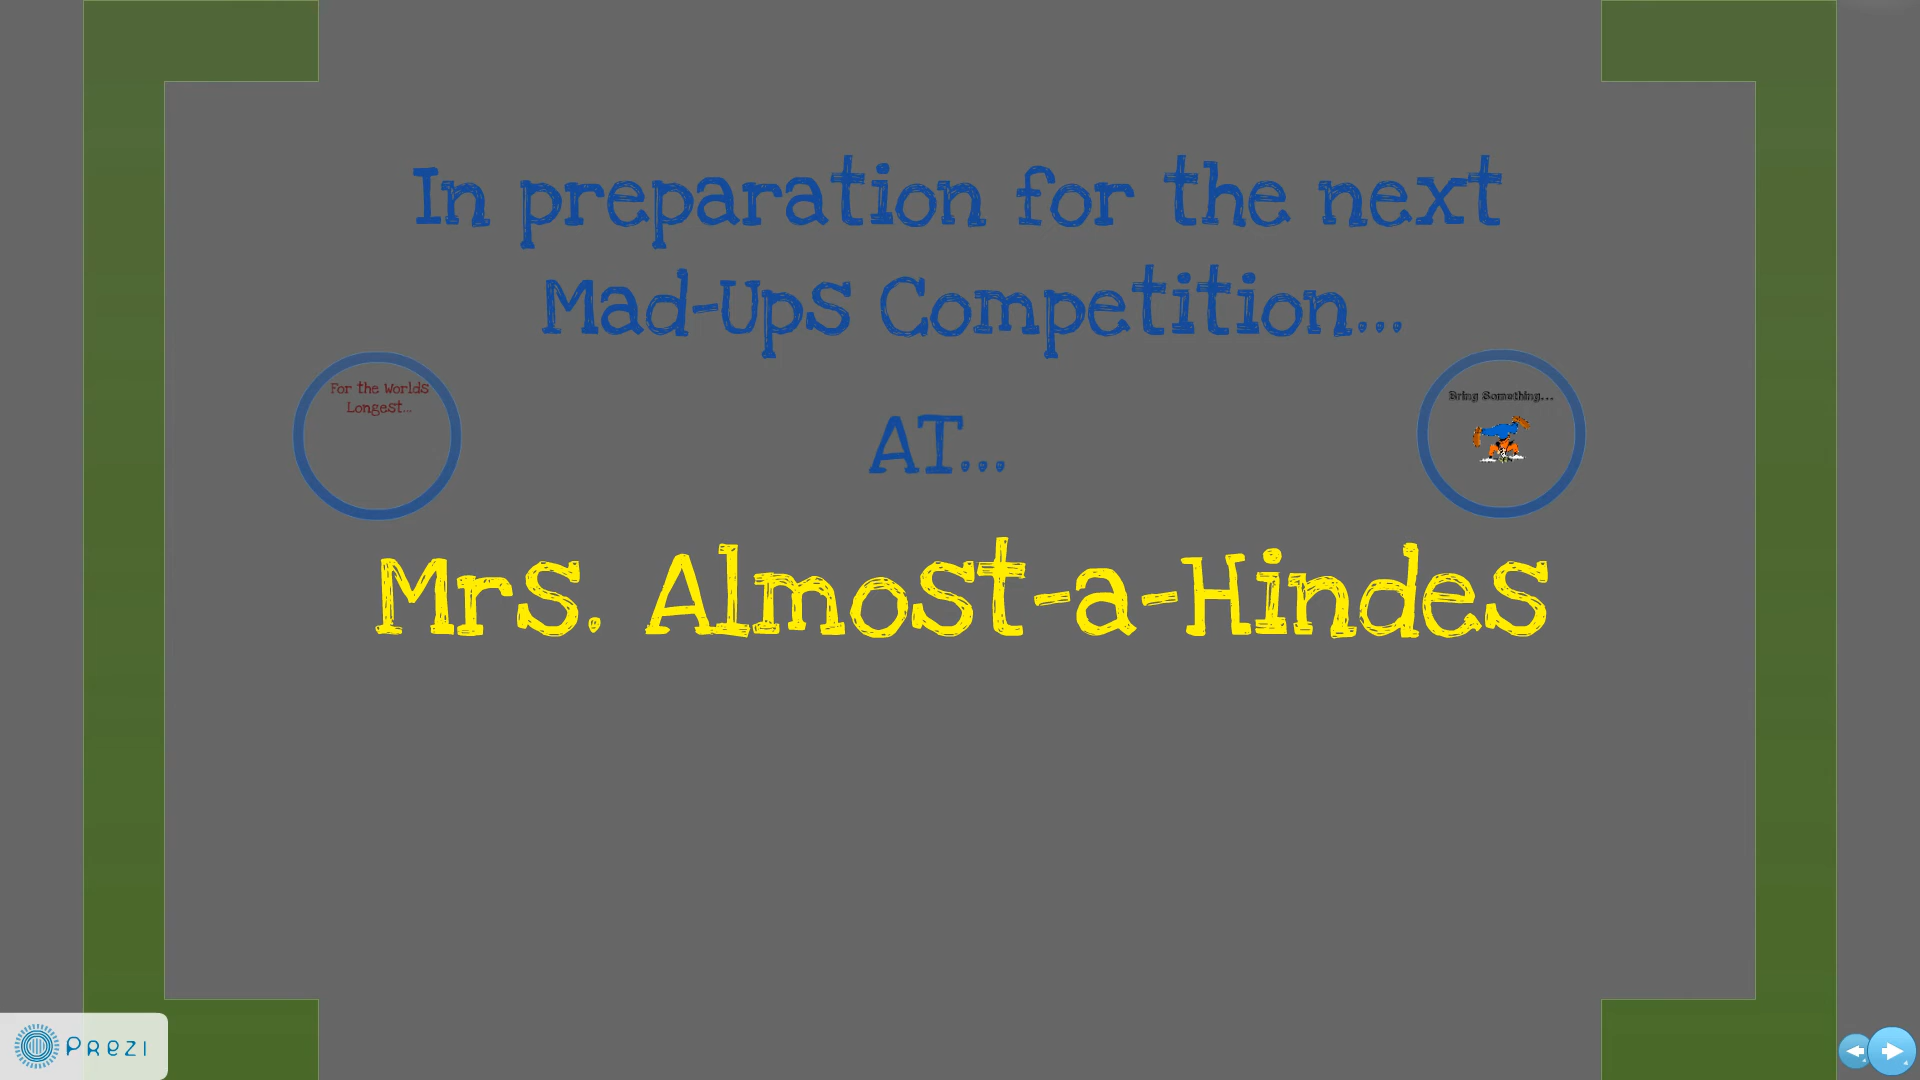 In preparation for the next
Mad-Ups Competition...
For the Worlds
Longest...
Bring Something...
AT...
Mrs. Almost-a-Hindes
Prezi